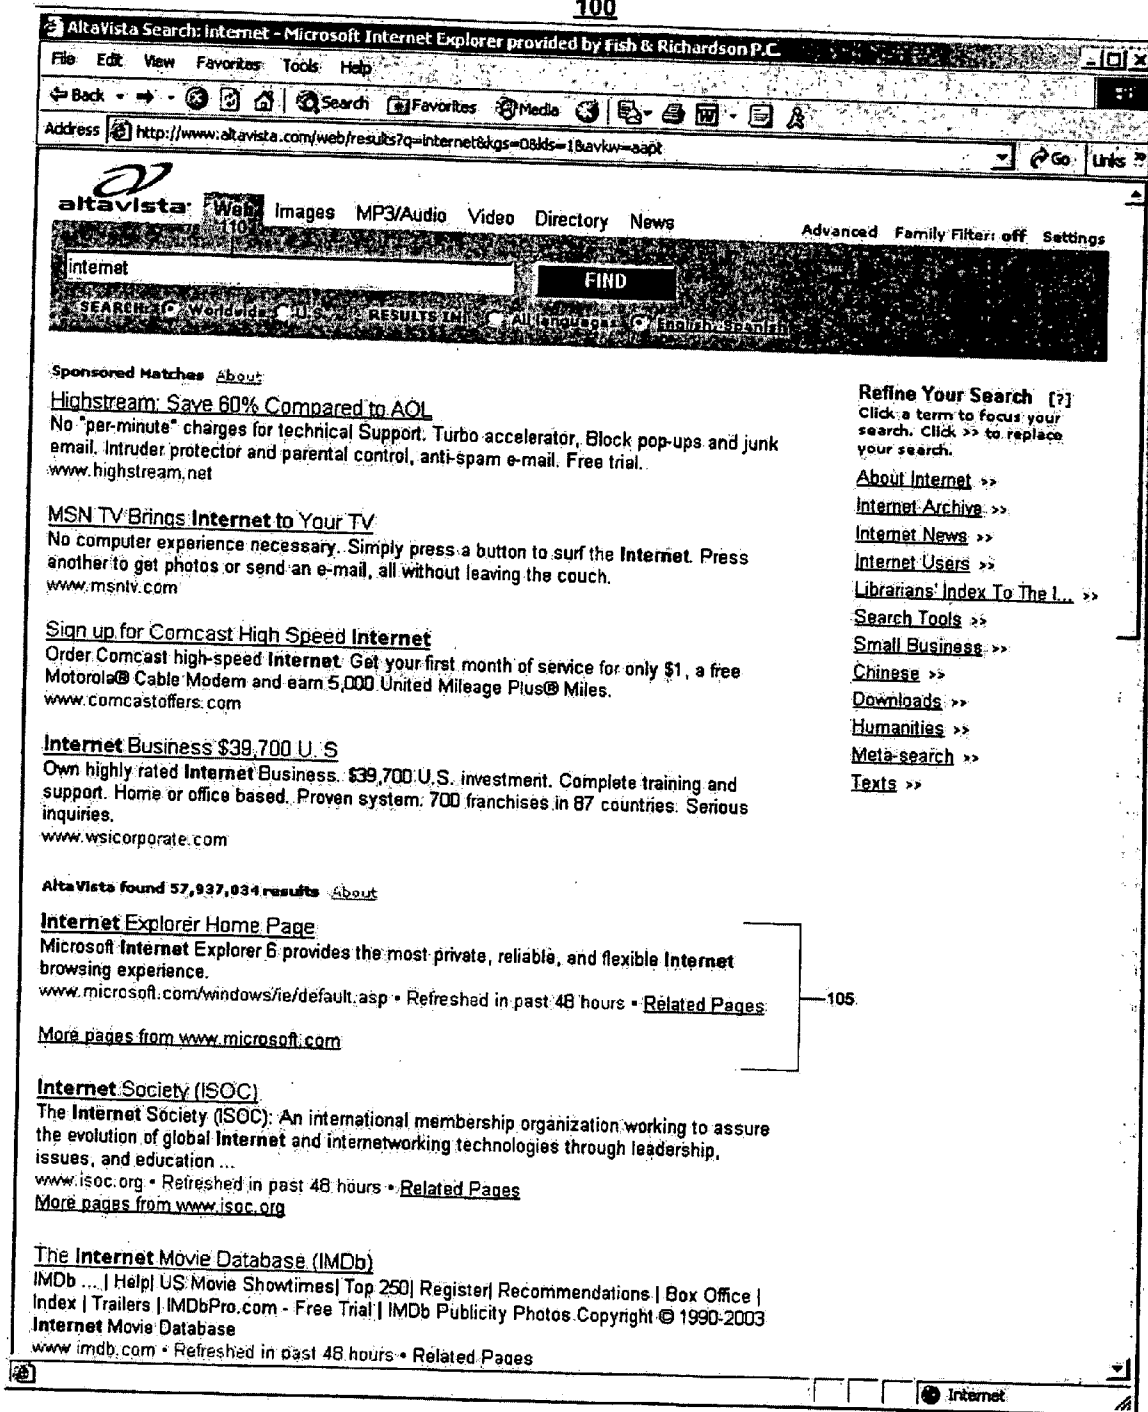 100
AltaVista Search: internet - Microsoft Internet Explorer provided by Fish & Richardson P.C.
File Edit View Favorites Tools Help
Back Search Favorites Media
Address http://www.altavista.com/web/results?q=internet&kgs=0&kls=1&avkw=aapt Go Links »
altavista Web Images MP3/Audio Video Directory News
110
Advanced Family Filter: off Settings
internet FIND
SEARCH: Worldwide U.S. RESULTS IN: All languages English, Spanish
Sponsored Matches About
Highstream: Save 60% Compared to AOL
No "per-minute" charges for technical Support. Turbo accelerator, Block pop-ups and junk
email. Intruder protector and parental control, anti-spam e-mail. Free trial.
www.highstream.net
MSN TV Brings Internet to Your TV
No computer experience necessary. Simply press a button to surf the Internet. Press
another to get photos or send an e-mail, all without leaving the couch.
www.msntv.com
Sign up for Comcast High Speed Internet
Order Comcast high-speed Internet. Get your first month of service for only $1, a free
Motorola® Cable Modem and earn 5,000 United Mileage Plus® Miles.
www.comcastoffers.com
Internet Business $39,700 U. S
Own highly rated Internet Business. $39,700 U.S. investment. Complete training and
support. Home or office based. Proven system. 700 franchises in 87 countries. Serious
inquiries.
www.wsicorporate.com
Refine Your Search [?]
Click a term to focus your
search. Click >> to replace
your search.
About Internet >>
Internet Archive >>
Internet News >>
Internet Users >>
Librarians' Index To The I... >>
Search Tools >>
Small Business >>
Chinese >>
Downloads >>
Humanities >>
Meta-search >>
Texts >>
AltaVista found 57,937,034 results About
Internet Explorer Home Page
Microsoft Internet Explorer 6 provides the most private, reliable, and flexible Internet
browsing experience.
www.microsoft.com/windows/ie/default.asp • Refreshed in past 48 hours • Related Pages
105
More pages from www.microsoft.com
Internet Society (ISOC)
The Internet Society (ISOC): An international membership organization working to assure
the evolution of global Internet and internetworking technologies through leadership,
issues, and education ...
www.isoc.org • Refreshed in past 48 hours • Related Pages
More pages from www.isoc.org
The Internet Movie Database (IMDb)
IMDb ... | Help| US Movie Showtimes| Top 250| Register| Recommendations | Box Office |
Index | Trailers | IMDbPro.com - Free Trial | IMDb Publicity Photos Copyright © 1990-2003
Internet Movie Database
www.imdb.com • Refreshed in past 48 hours • Related Pages
Internet